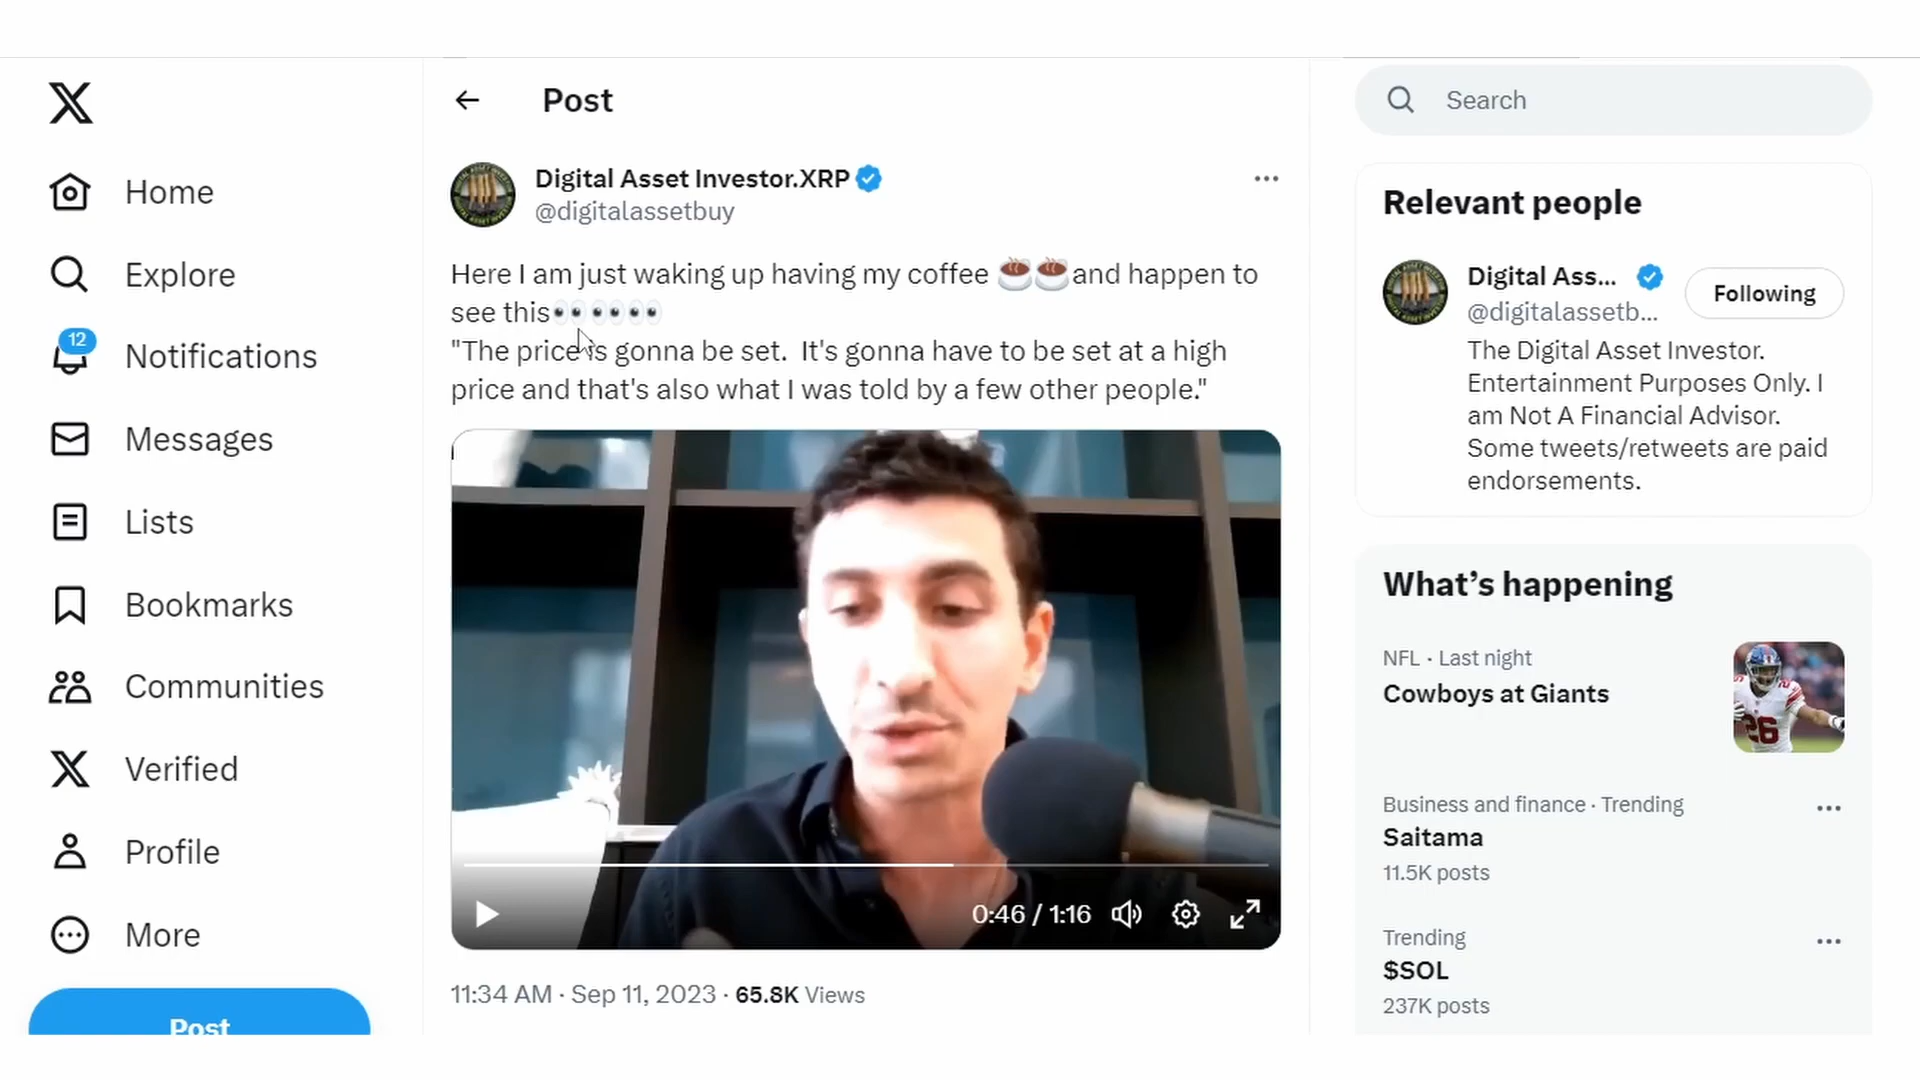 Post
Search
Digital Asset Investor.XRP
@digitalassetbuy
Here I am just waking up having my coffee ☕☕and happen to
see this👀👀👀
"The price is gonna be set.  It's gonna have to be set at a high
price and that's also what I was told by a few other people."
0:46 / 1:16
11:34 AM · Sep 11, 2023 · 65.8K Views
Home
Explore
12
Notifications
Messages
Lists
Bookmarks
Communities
Verified
Profile
More
Post
Relevant people
Digital Ass...
@digitalassetb...
Following
The Digital Asset Investor.
Entertainment Purposes Only. I
am Not A Financial Advisor.
Some tweets/retweets are paid
endorsements.
What's happening
NFL · Last night
Cowboys at Giants
26
Business and finance · Trending
Saitama
11.5K posts
Trending
$SOL
237K posts